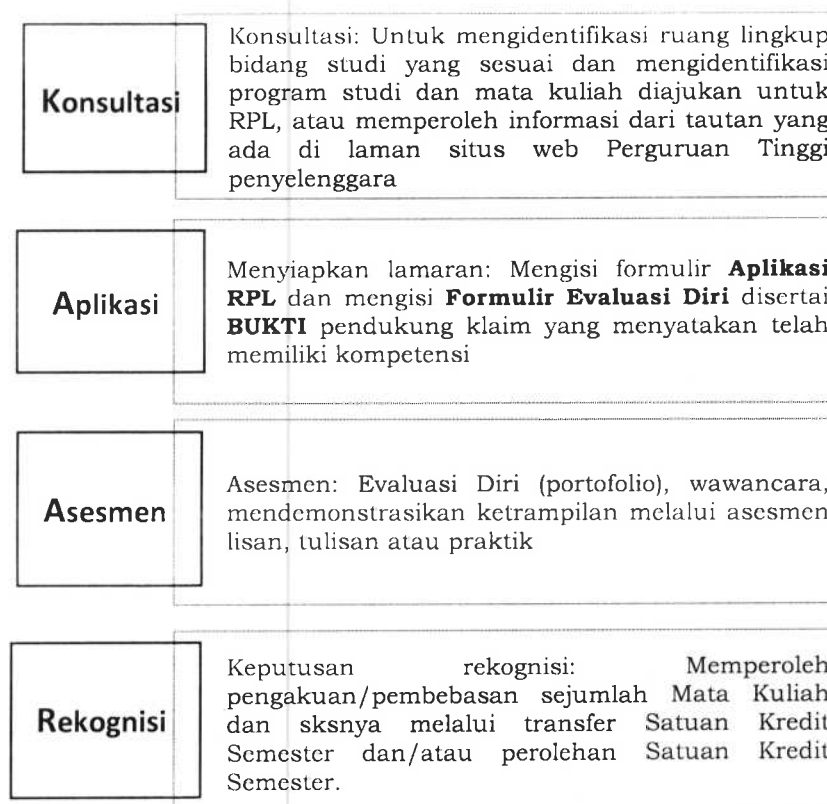 Konsultasi
Konsultasi: Untuk mengidentifikasi ruang lingkup
bidang studi yang sesuai dan mengidentifikasi
program studi dan mata kuliah diajukan untuk
RPL, atau memperoleh informasi dari tautan yang
ada di laman situs web Perguruan Tinggi
penyelenggara
Aplikasi
Menyiapkan lamaran: Mengisi formulir Aplikasi
RPL dan mengisi Formulir Evaluasi Diri disertai
BUKTI pendukung klaim yang menyatakan telah
memiliki kompetensi
Asesmen
Asesmen: Evaluasi Diri (portofolio), wawancara,
mendemonstrasikan ketrampilan melalui asesmen
lisan, tulisan atau praktik
Rekognisi
Keputusan rekognisi: Memperoleh
pengakuan/pembebasan sejumlah Mata Kuliah
dan sksnya melalui transfer Satuan Kredit
Semester dan/atau perolehan Satuan Kredit
Semester.